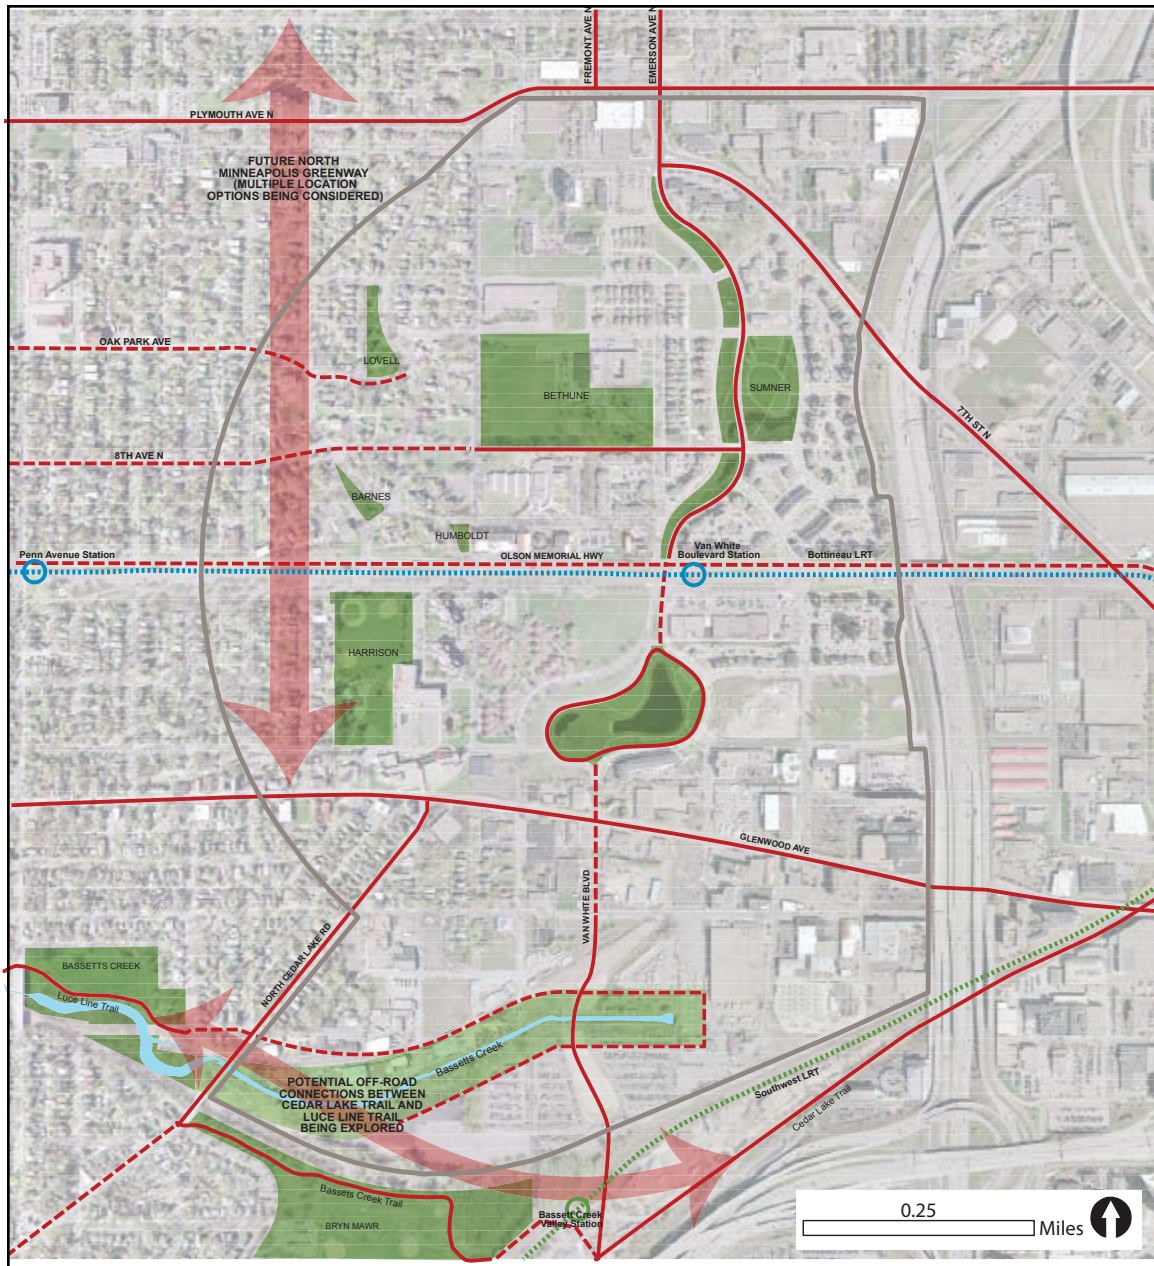 FREMONT AVE N
EMERSON AVE N
PLYMOUTH AVE N
FUTURE NORTH
MINNEAPOLIS GREENWAY
(MULTIPLE LOCATION
OPTIONS BEING CONSIDERED)
OAK PARK AVE
LOVELL
BETHUNE
SUMNER
7TH ST N
8TH AVE N
BARNES
HUMBOLDT
Penn Avenue Station
OLSON MEMORIAL HWY
Van White
Boulevard Station
Bottineau LRT
HARRISON
GLENWOOD AVE
VAN WHITE BLVD
NORTH CEDAR LAKE RD
BASSETTS CREEK
Luce Line Trail
Bassetts Creek
POTENTIAL OFF-ROAD
CONNECTIONS BETWEEN
CEDAR LAKE TRAIL AND
LUCE LINE TRAIL
BEING EXPLORED
Southwest LRT
Cedar Lake Trail
Bassets Creek Trail
BRYN MAWR
Bassett Creek
Valley Station
0.25
Miles